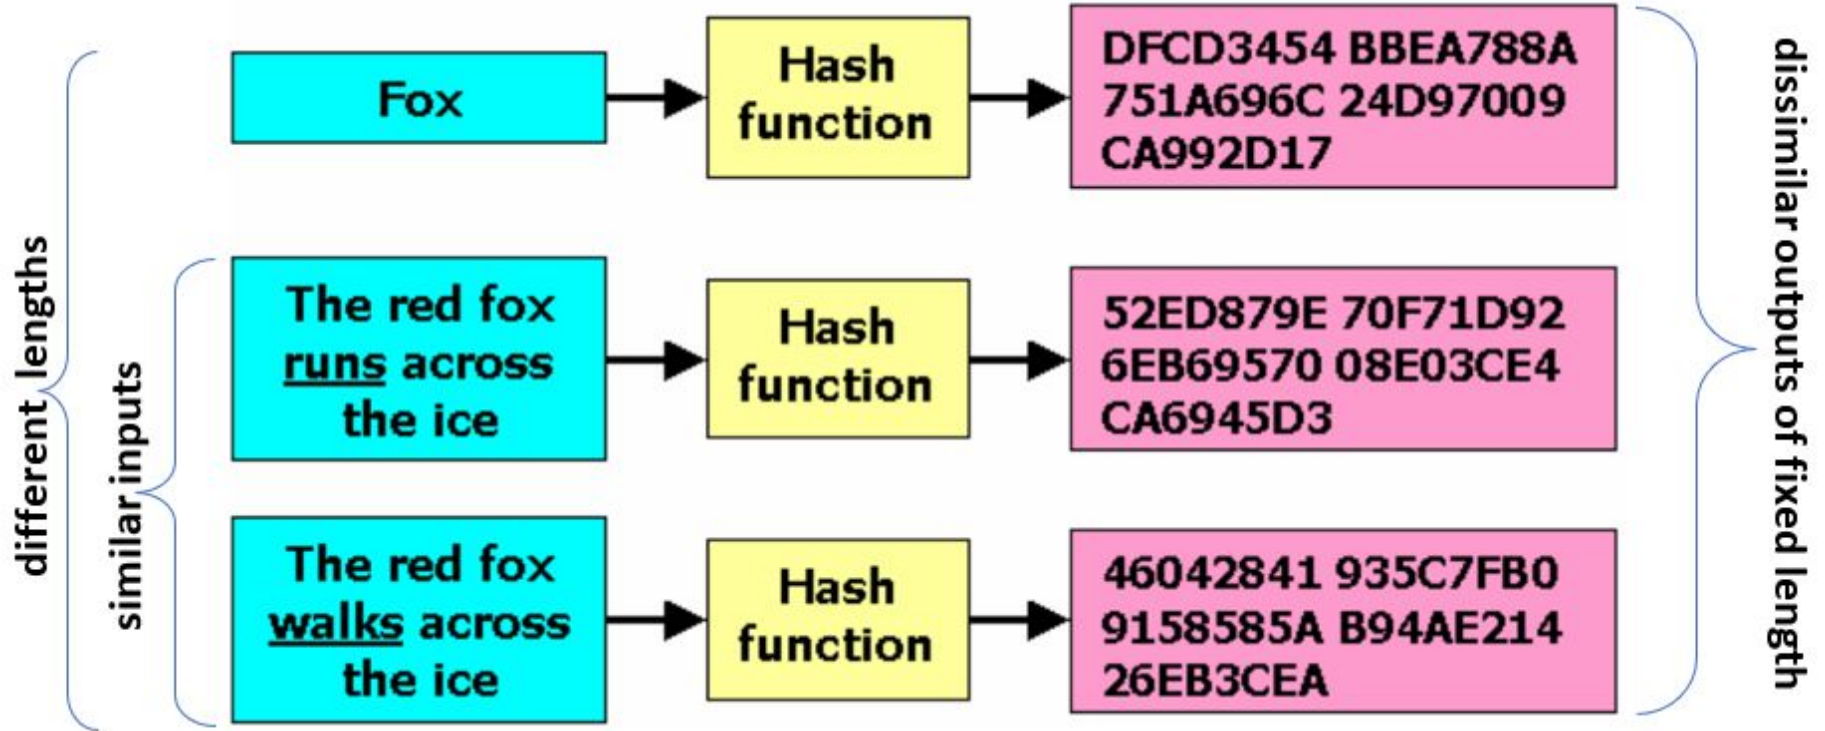 different lengths
similar inputs
Fox
Hash
function
DFCD3454 BBEA788A
751A696C 24D97009
CA992D17
The red fox
runs across
the ice
Hash
function
52ED879E 70F71D92
6EB69570 08E03CE4
CA6945D3
The red fox
walks across
the ice
Hash
function
46042841 935C7FB0
9158585A B94AE214
26EB3CEA
dissimilar outputs of fixed length